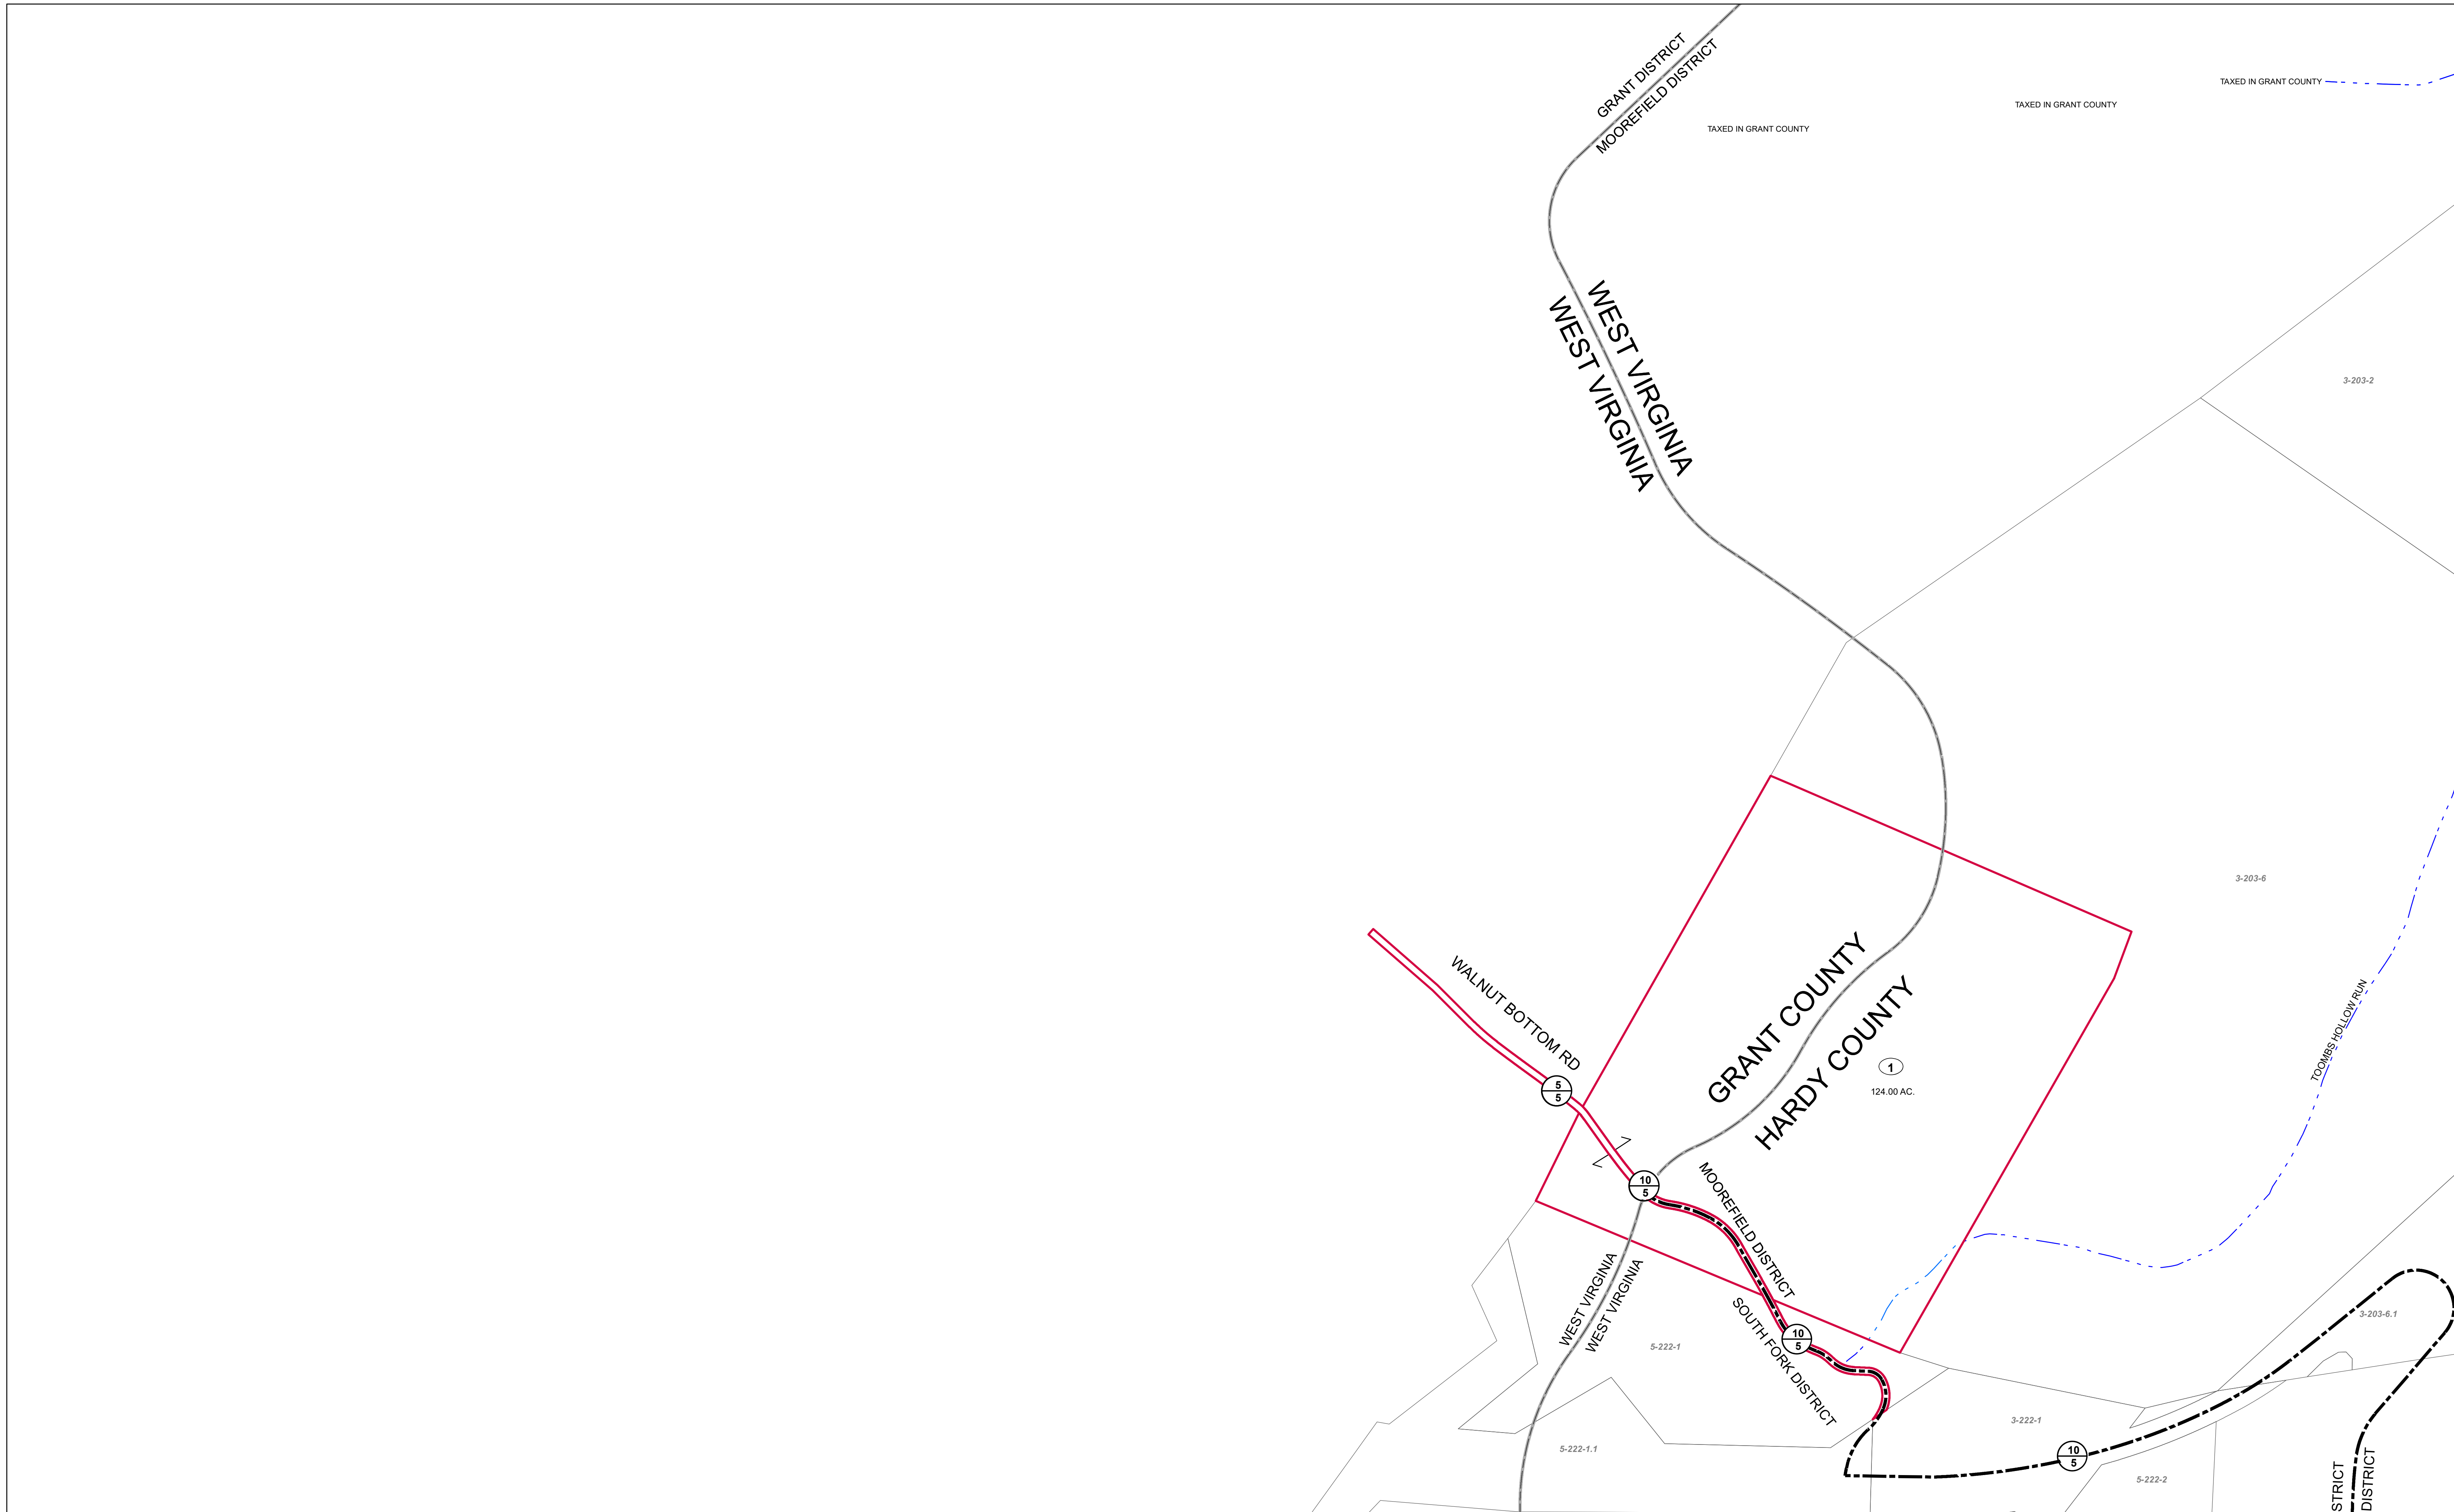 GRANT DISTRICT
MOOREFIELD DISTRICT
TAXED IN GRANT COUNTY
TAXED IN GRANT COUNTY
TAXED IN GRANT COUNTY
WEST VIRGINIA
WEST VIRGINIA
3-203-2
3-203-6
WALNUT BOTTOM RD
GRANT COUNTY
HARDY COUNTY
1
124.00 AC.
TOOMBS HOLLOW RUN
5
5
10
5
MOOREFIELD DISTRICT
SOUTH FORK DISTRICT
WEST VIRGINIA
WEST VIRGINIA
10
5
5-222-1
3-203-6.1
3-222-1
5-222-1.1
10
5
5-222-2
DISTRICT